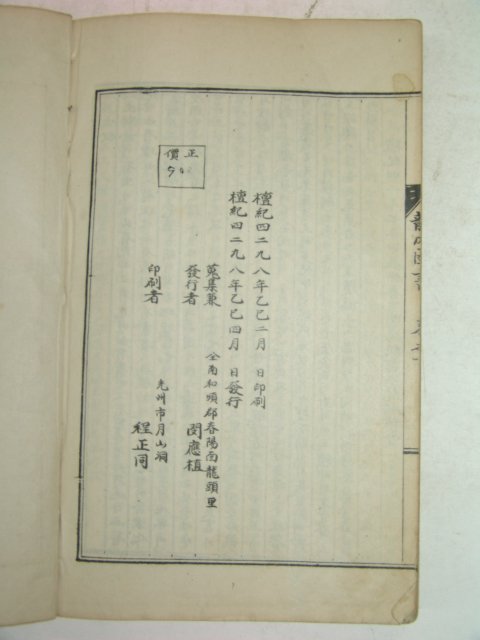 檀紀四二九八年乙巳二月 日印刷
檀紀四二九八年乙巳四月 日發行
蒐集兼
發行者
全南和順郡春陽面龍頭里
閔應植
印刷者
光州市月山洞
程正同
正價